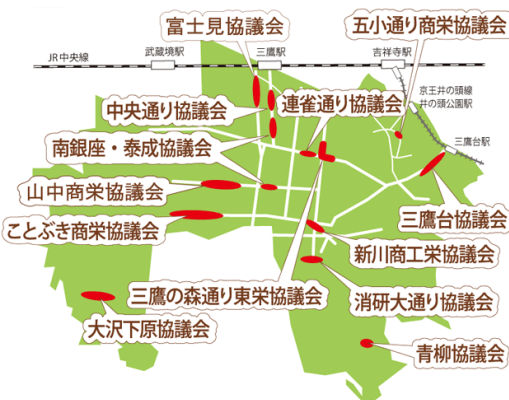 富士見協議会
五小通り商栄協議会
JR中央線
武蔵境駅
三鷹駅
吉祥寺駅
京王井の頭線
井の頭公園駅
中央通り協議会
連雀通り協議会
三鷹台駅
南銀座・泰成協議会
山中商栄協議会
三鷹台協議会
ことぶき商栄協議会
新川商工栄協議会
三鷹の森通り東栄協議会
消研大通り協議会
大沢下原協議会
青柳協議会